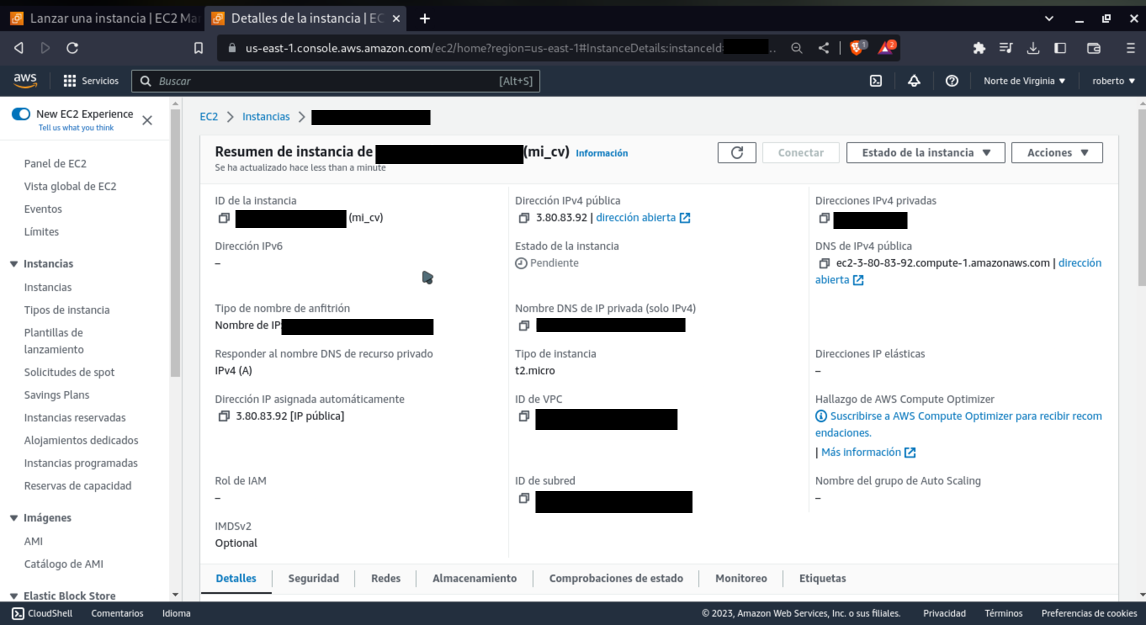 Lanzar una instancia | EC2 Ma
Detalles de la instancia | EC
us-east-1.console.aws.amazon.com/ec2/home?region=us-east-1#InstanceDetails:instanceId
1
2
aws
Servicios
Buscar
[Alt+S]
Norte de Virginia
roberto
New EC2 Experience
Tell us what you think
Panel de EC2
Vista global de EC2
Eventos
Límites
Instancias
Instancias
Tipos de instancia
Plantillas de
lanzamiento
Solicitudes de spot
Savings Plans
Instancias reservadas
Alojamientos dedicados
Instancias programadas
Reservas de capacidad
Imágenes
AMI
Catálogo de AMI
Elastic Block Store
EC2 > Instancias >
Resumen de instancia de (mi_cv) Información
Se ha actualizado hace less than a minute
Conectar
Estado de la instancia
Acciones
ID de la instancia
(mi_cv)
Dirección IPv4 pública
3.80.83.92 | dirección abierta
Direcciones IPv4 privadas
Dirección IPv6
–
Estado de la instancia
Pendiente
DNS de IPv4 pública
ec2-3-80-83-92.compute-1.amazonaws.com | dirección
abierta
Tipo de nombre de anfitrión
Nombre de IP
Nombre DNS de IP privada (solo IPv4)
Responder al nombre DNS de recurso privado
IPv4 (A)
Tipo de instancia
t2.micro
Direcciones IP elásticas
–
Dirección IP asignada automáticamente
3.80.83.92 [IP pública]
ID de VPC
Hallazgo de AWS Compute Optimizer
Suscribirse a AWS Compute Optimizer para recibir recom
endaciones.
| Más información
Rol de IAM
–
ID de subred
Nombre del grupo de Auto Scaling
–
IMDSv2
Optional
Detalles
Seguridad
Redes
Almacenamiento
Comprobaciones de estado
Monitoreo
Etiquetas
CloudShell
Comentarios
Idioma
© 2023, Amazon Web Services, Inc. o sus filiales.
Privacidad
Términos
Preferencias de cookies